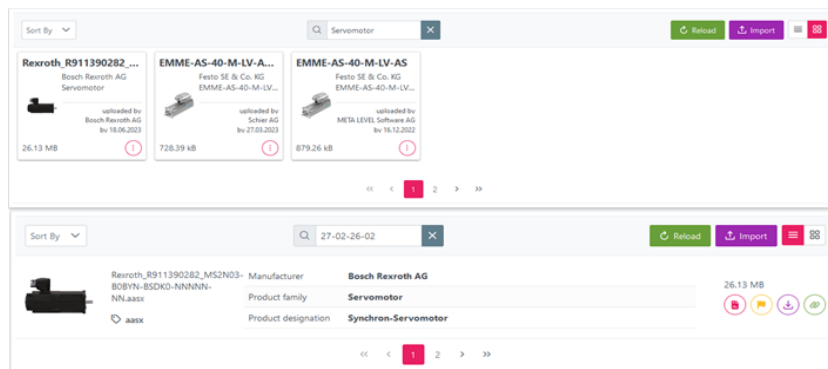 Sort By
Servomotor
Reload
Import
Rexroth_R911390282_...
Bosch Rexroth AG
Servomotor
uploaded by
Bosch Rexroth AG
by 18.06.2023
26.13 MB
EMME-AS-40-M-LV-A...
Festo SE & Co. KG
EMME-AS-40-M-LV...
uploaded by
Schier AG
by 27.03.2023
728.39 kB
EMME-AS-40-M-LV-AS
Festo SE & Co. KG
EMME-AS-40-M-LV...
uploaded by
META LEVEL Software AG
by 16.12.2022
879.26 kB
<< < 1 2 > >>
Sort By
27-02-26-02
Reload
Import
Rexroth_R911390282_MS2N03-
B0BYN-BSDK0-NNNNN-
NN.aasx
aasx
Manufacturer Bosch Rexroth AG
Product family Servomotor
Product designation Synchron-Servomotor
26.13 MB
<< < 1 2 > >>